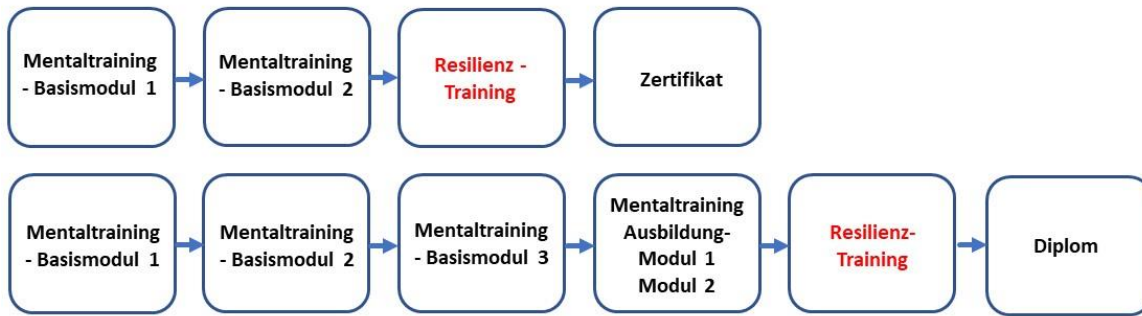 Mentaltraining
- Basismodul 1
Mentaltraining
- Basismodul 2
Resilienz -
Training
Zertifikat
Mentaltraining
- Basismodul 1
Mentaltraining
- Basismodul 2
Mentaltraining
- Basismodul 3
Mentaltraining
Ausbildung-
Modul 1
Modul 2
Resilienz-
Training
Diplom